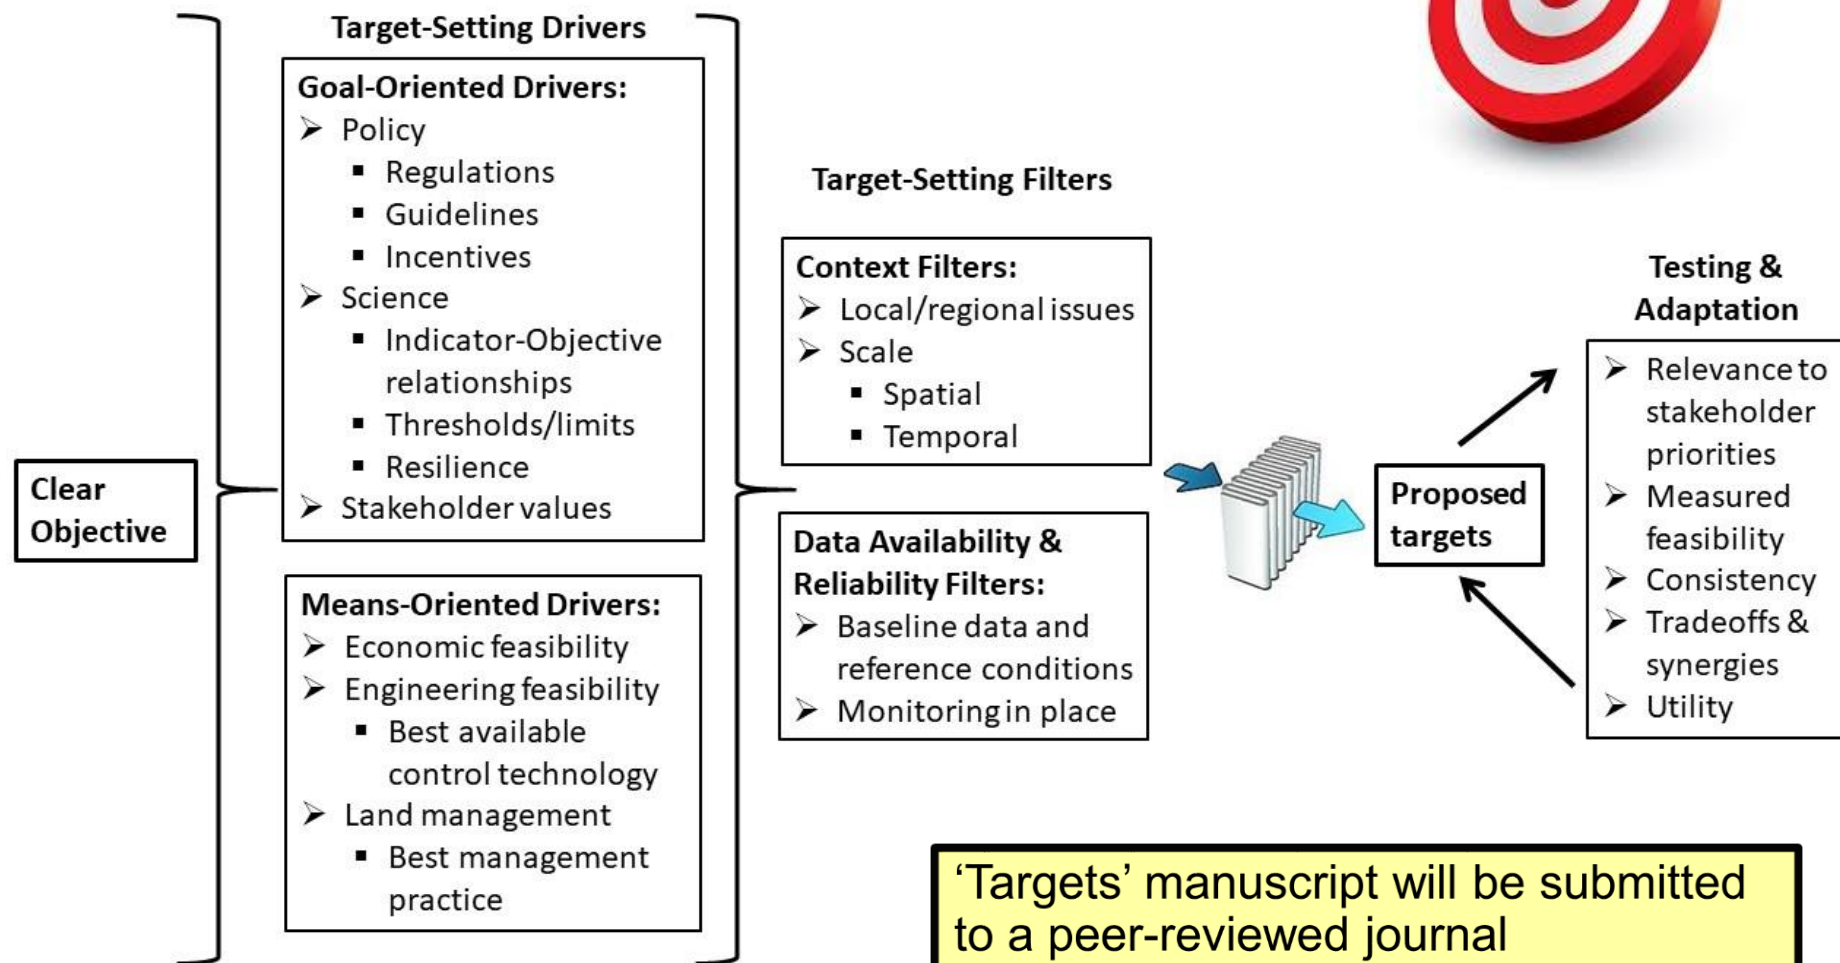 Clear
Objective
Target-Setting Drivers
Goal-Oriented Drivers:
➢ Policy
▪ Regulations
▪ Guidelines
▪ Incentives
➢ Science
▪ Indicator-Objective
relationships
▪ Thresholds/limits
▪ Resilience
➢ Stakeholder values
Means-Oriented Drivers:
➢ Economic feasibility
➢ Engineering feasibility
▪ Best available
control technology
➢ Land management
▪ Best management
practice
Target-Setting Filters
Context Filters:
➢ Local/regional issues
➢ Scale
▪ Spatial
▪ Temporal
Data Availability &
Reliability Filters:
➢ Baseline data and
reference conditions
➢ Monitoring in place
Proposed
targets
Testing &
Adaptation
➢ Relevance to
stakeholder
priorities
➢ Measured
feasibility
➢ Consistency
➢ Tradeoffs &
synergies
➢ Utility
‘Targets’ manuscript will be submitted
to a peer-reviewed journal